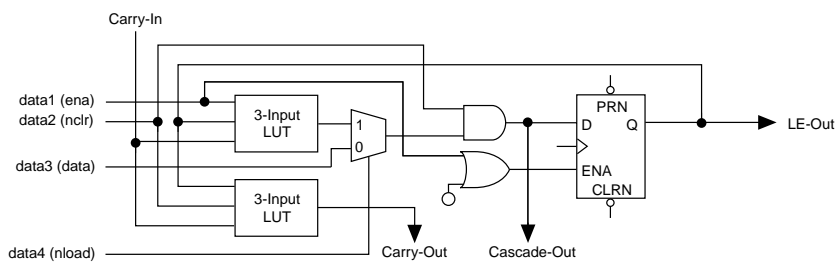 Carry-In
data1 (ena)
data2 (nclr)
data3 (data)
data4 (nload)
3-Input
LUT
1
0
3-Input
LUT
Carry-Out
Cascade-Out
PRN
D
Q
ENA
CLRN
LE-Out